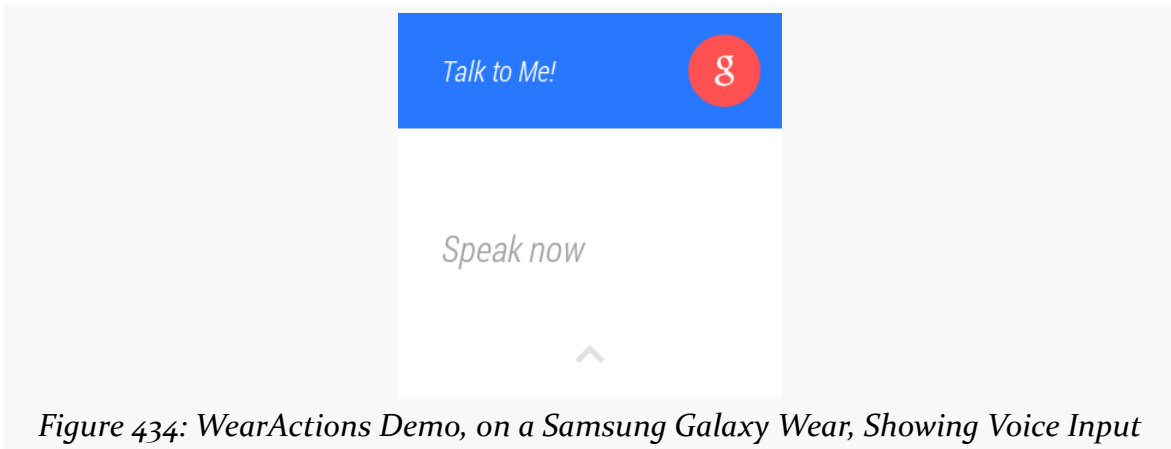 Talk to Me!
g
Speak now
Figure 434: WearActions Demo, on a Samsung Galaxy Wear, Showing Voice Input